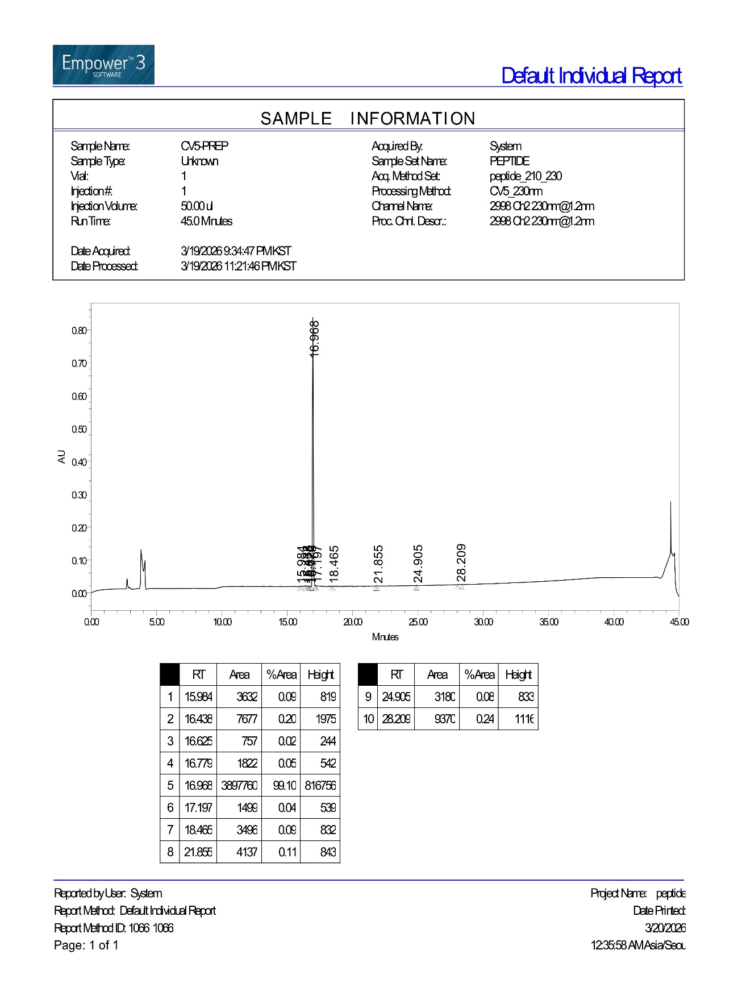 Empower™ 3
SOFTWARE
Default Individual Report
SAMPLE INFORMATION
Sample Name: CV5-PREP Acquired By: System
Sample Type: Unknown Sample Set Name: PEPTIDE
Vial: 1 Acq. Method Set: peptide_210_230
Injection #: 1 Processing Method: CV5_230nm
Injection Volume: 50.00 ul Channel Name: 2998 Ch2 230nm@1.2nm
Run Time: 45.0 Minutes Proc. Chnl. Descr.: 2998 Ch2 230nm@1.2nm
Date Acquired: 3/19/2026 9:34:47 PM KST
Date Processed: 3/19/2026 11:21:46 PM KST
AU
0.80
0.70
0.60
0.50
0.40
0.30
0.20
0.10
0.00
16.968
15.984
17.197
18.465
21.855
24.905
28.209
0.00 5.00 10.00 15.00 20.00 25.00 30.00 35.00 40.00 45.00
Minutes
RT Area % Area Height
1 15.984 3632 0.09 819
2 16.438 7677 0.20 1975
3 16.625 757 0.02 244
4 16.779 1822 0.05 542
5 16.968 3897760 99.10 816756
6 17.197 1499 0.04 539
7 18.465 3496 0.09 832
8 21.855 4137 0.11 843
RT Area % Area Height
9 24.905 3180 0.08 833
10 28.209 9370 0.24 1116
Reported by User: System
Report Method: Default Individual Report
Report Method ID: 1066 1066
Page: 1 of 1
Project Name: peptide
Date Printed:
3/20/2026
12:35:58 AM Asia/Seou